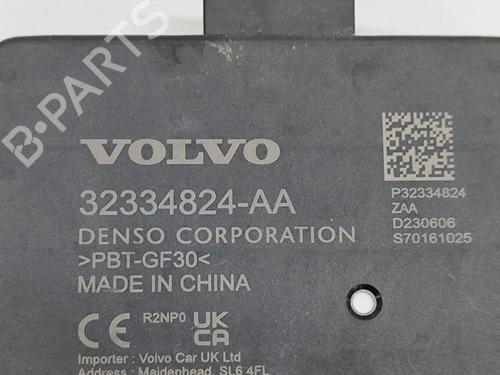 B-PARTS
VOLVO
32334824-AA
DENSO CORPORATION
>PBT-GF30<
MADE IN CHINA
P32334824
ZAA
D230606
S70161025
CE R2NP0 UK CA
Importer : Volvo Car UK Ltd
Address : Maidenhead, SL6 4FL